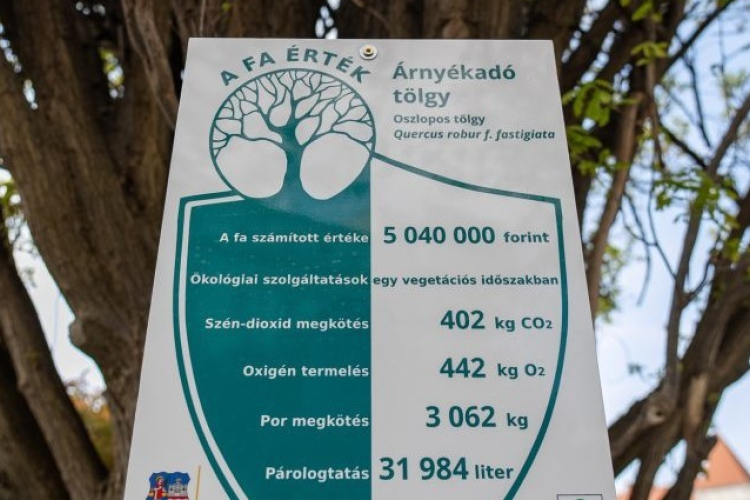 A FA ÉRTÉK
Árnyékadó
tölgy
Oszlopos tölgy
Quercus robur f. fastigiata
A fa számított értéke 5 040 000 forint
Ökológiai szolgáltatások egy vegetációs időszakban
Szén-dioxid megkötés 402 kg CO₂
Oxigén termelés 442 kg O₂
Por megkötés 3 062 kg
Párologtatás 31 984 liter